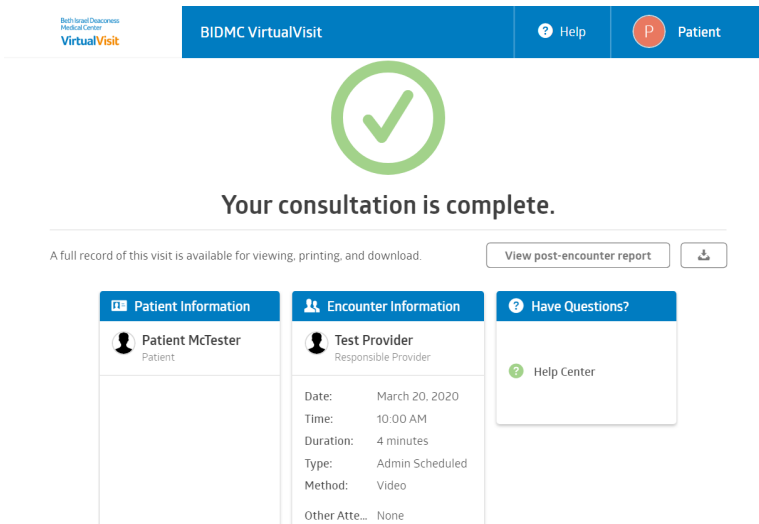 Beth Israel Deaconess
Medical Center
VirtualVisit
BIDMC VirtualVisit
? Help
P
Patient
Your consultation is complete.
A full record of this visit is available for viewing, printing, and download.
View post-encounter report
Patient Information
Patient McTester
Patient
Encounter Information
Test Provider
Responsible Provider
Date: March 20, 2020
Time: 10:00 AM
Duration: 4 minutes
Type: Admin Scheduled
Method: Video
Other Atte... None
? Have Questions?
? Help Center